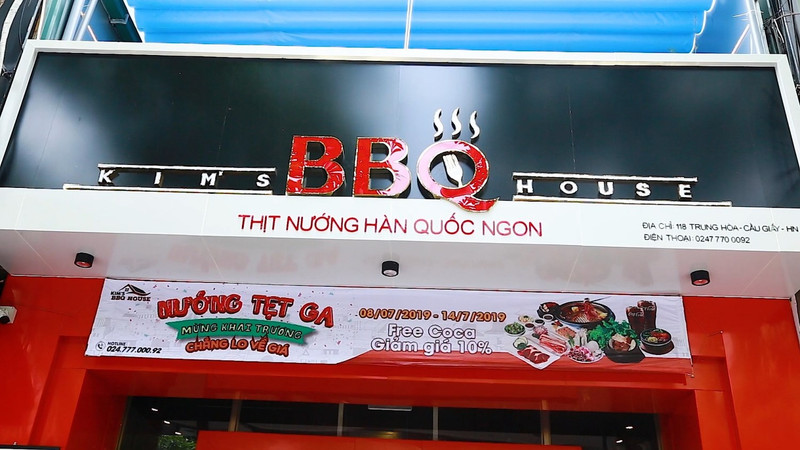 KIM'S BBQ HOUSE
THỊT NƯỚNG HÀN QUỐC NGON
ĐỊA CHỈ: 118 TRUNG HÒA - CẦU GIẤY - HN
ĐIỆN THOẠI: 0247 770 0092
KIM'S
BBQ HOUSE
NƯỚNG TẸT GA
MỪNG KHAI TRƯƠNG
CHẲNG LO VỀ GIÁ
HOTLINE
024.777.000.92
08/07/2019 - 14/7/2019
Free Coca
Giảm giá 10%